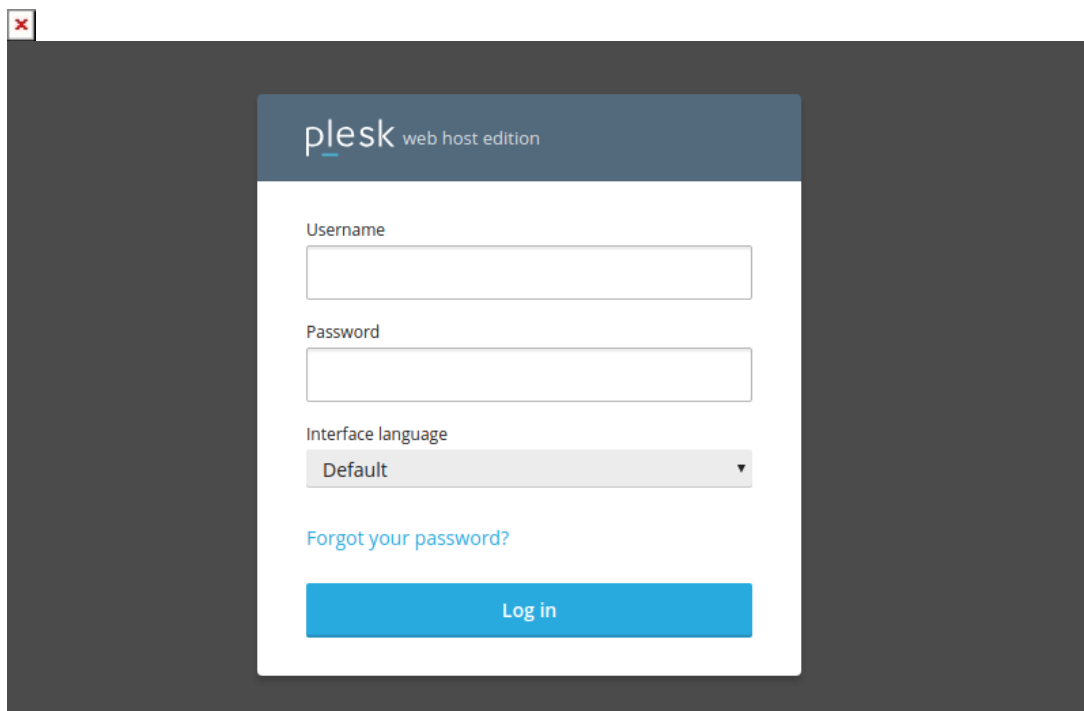 plesk web host edition
Username
Password
Interface language
Default
Forgot your password?
Log in